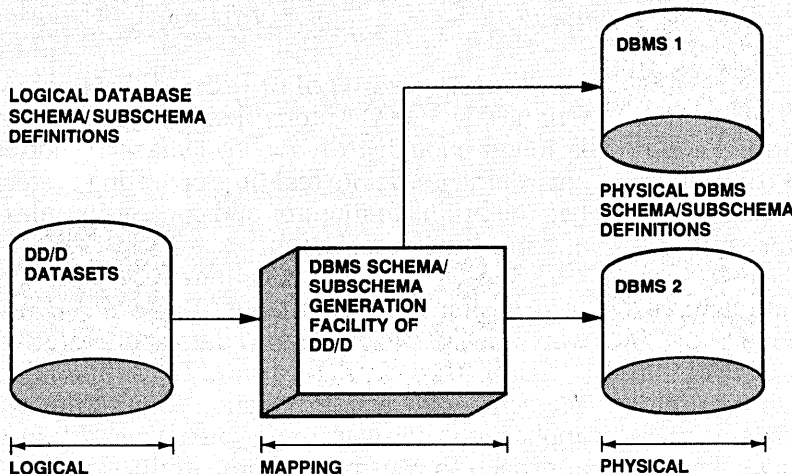 DBMS 1
LOGICAL DATABASE
SCHEMA/SUBSCHEMA
DEFINITIONS
PHYSICAL DBMS
SCHEMA/SUBSCHEMA
DEFINITIONS
DD/D
DATASETS
DBMS SCHEMA/
SUBSCHEMA
GENERATION
FACILITY OF
DD/D
DBMS 2
LOGICAL
MAPPING
PHYSICAL